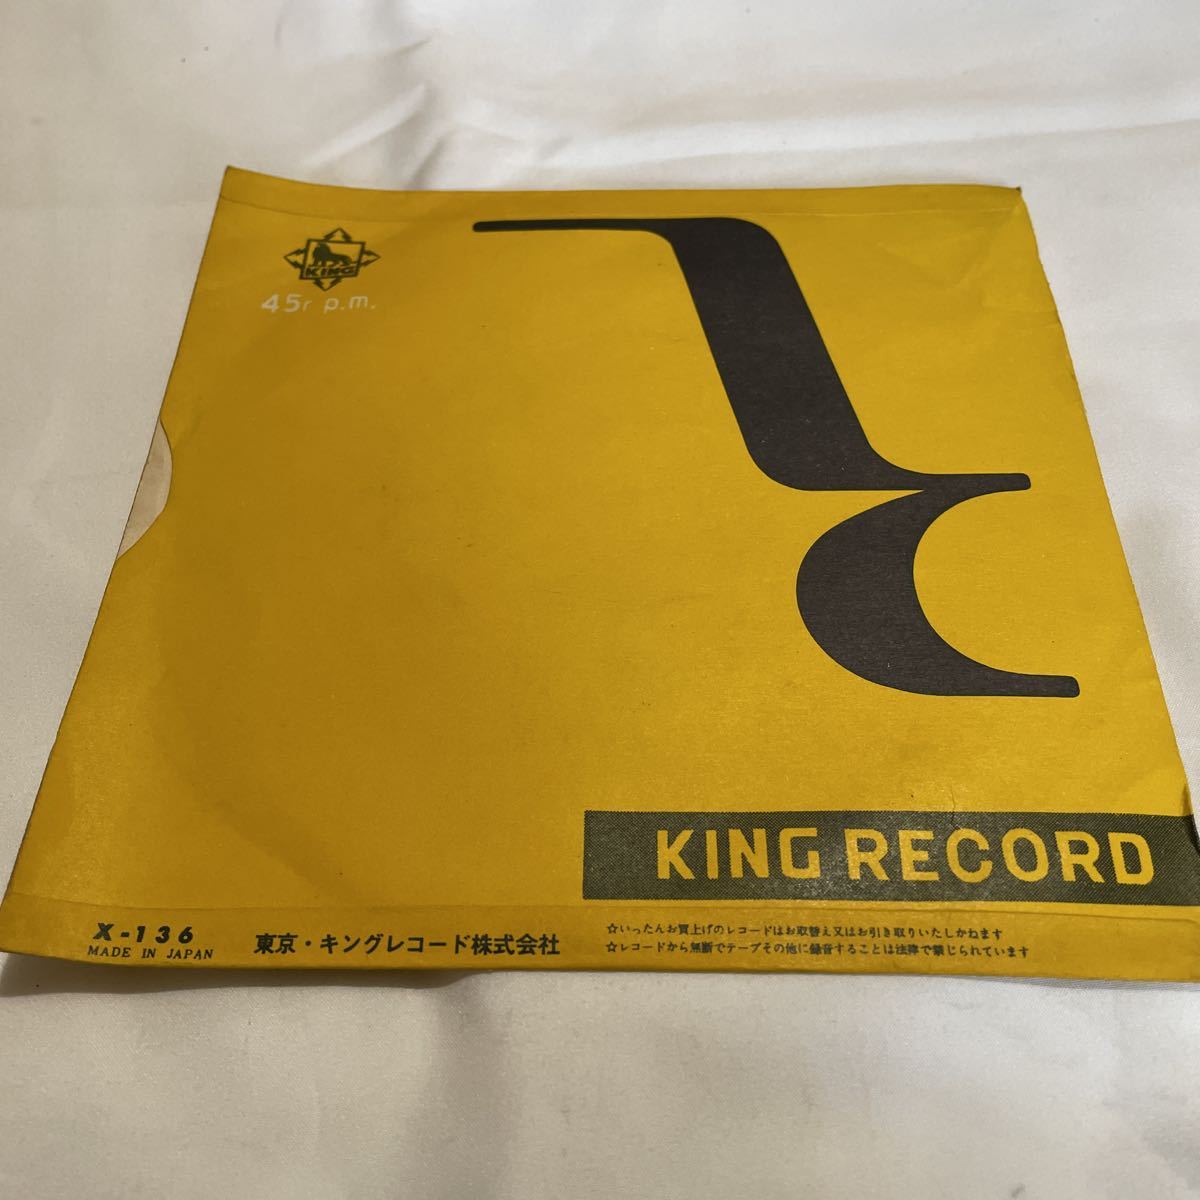 KING
45r p.m.
KING RECORD
X-136
MADE IN JAPAN
東京・キングレコード株式会社
☆いったんお買上げのレコードはお取替え又はお引き取りいたしかねます
☆レコードから無断でテープその他に録音することは法律で禁じられています